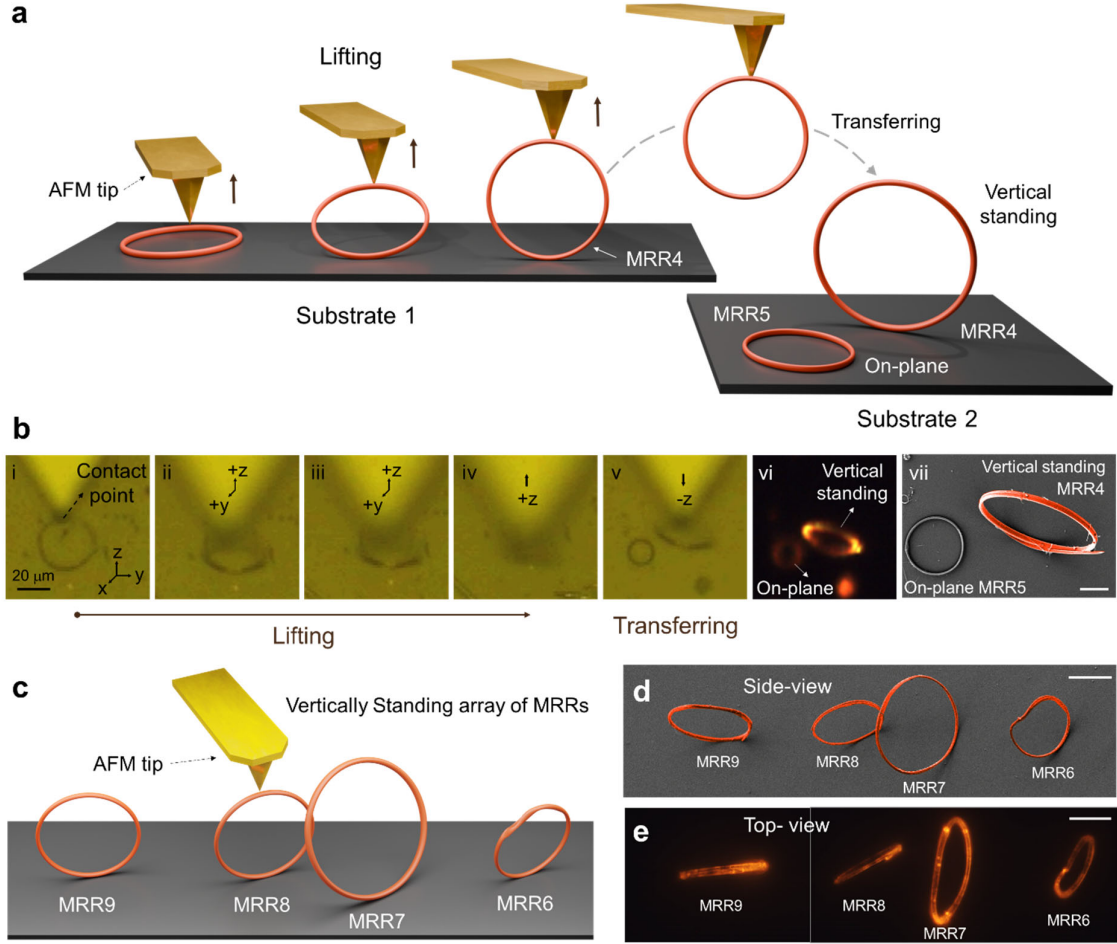 a
Lifting
AFM tip
Transferring
Vertical
standing
MRR4
Substrate 1
MRR5
MRR4
On-plane
Substrate 2
b
i
Contact
point
z
y
x
20 μm
ii
+z
+y
iii
+z
+y
iv
+z
v
-z
vi
Vertical
standing
On-plane
vii
Vertical standing
MRR4
On-plane MRR5
Lifting
Transferring
c
Vertically Standing array of MRRs
AFM tip
MRR9
MRR8
MRR7
MRR6
d
Side-view
MRR9
MRR8
MRR7
MRR6
e
Top- view
MRR9
MRR8
MRR7
MRR6